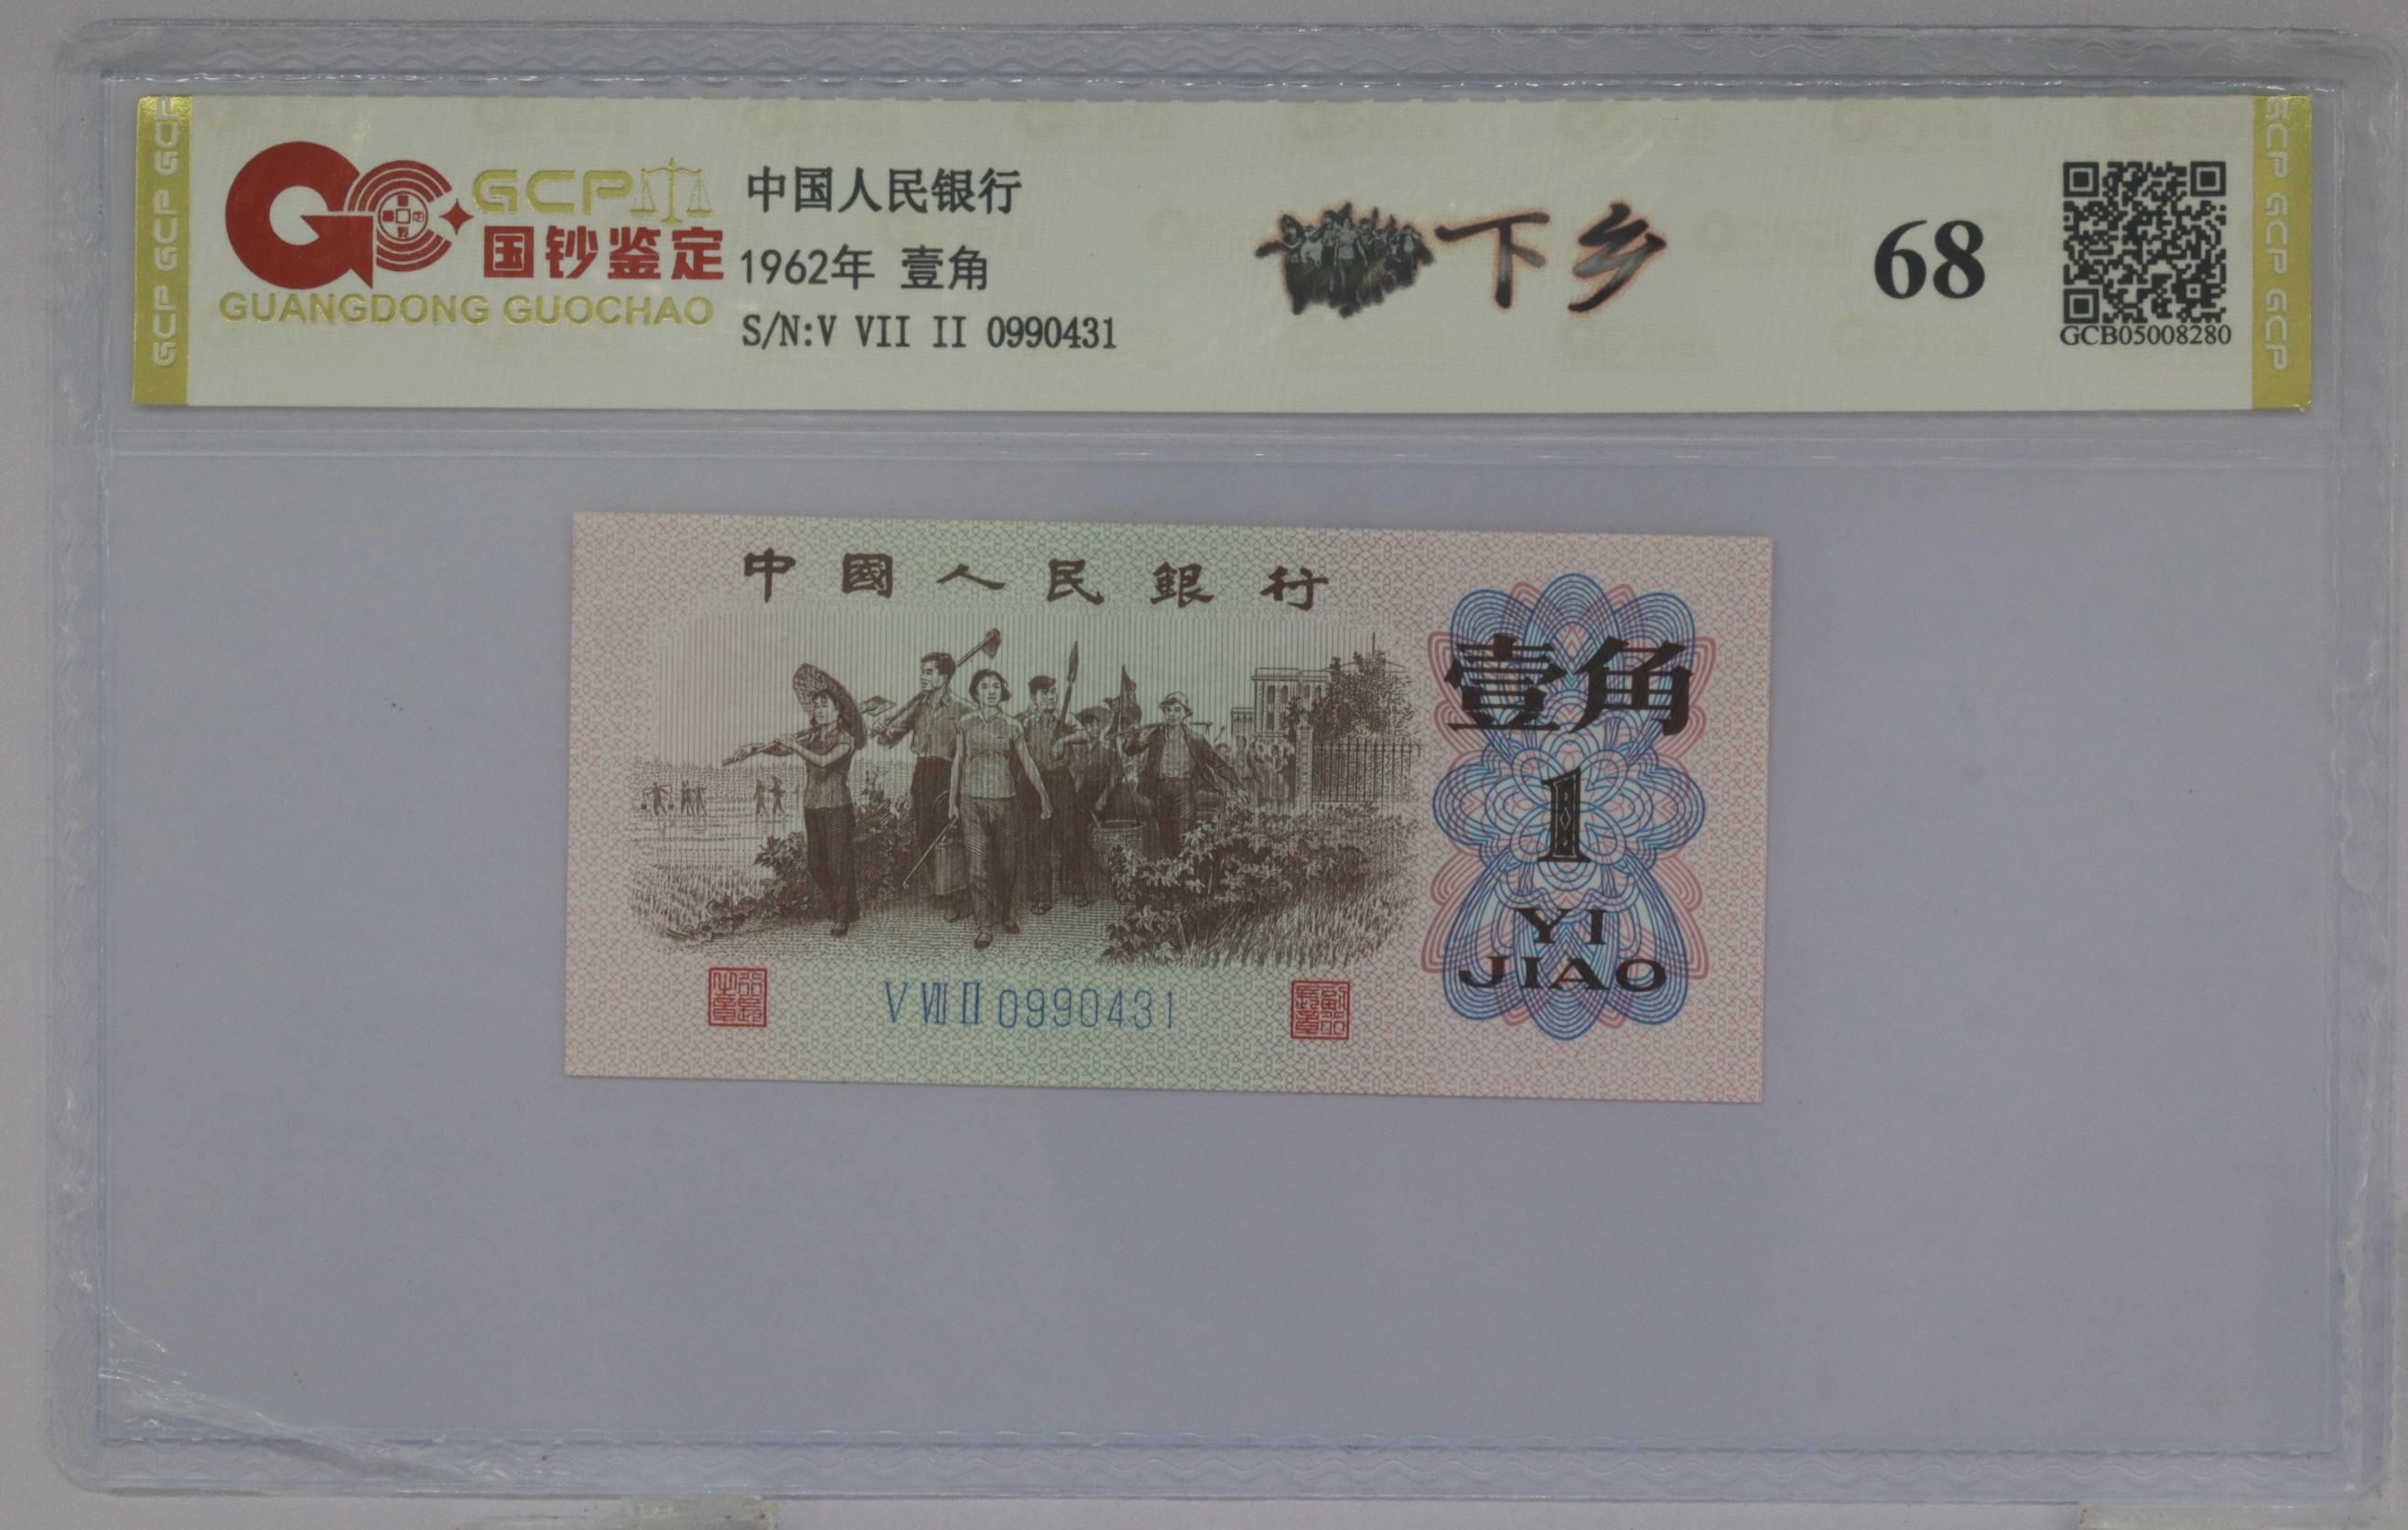 GCP GCP GCP
GCP
国钞鉴定
GUANGDONG GUOCHAO
中国人民银行
1962年 壹角
S/N:V VII II 0990431
下乡
68
GCB05008280
GCP GCP GCP
中國人民銀行
壹角
1
YI
JIAO
V VII II 0990431